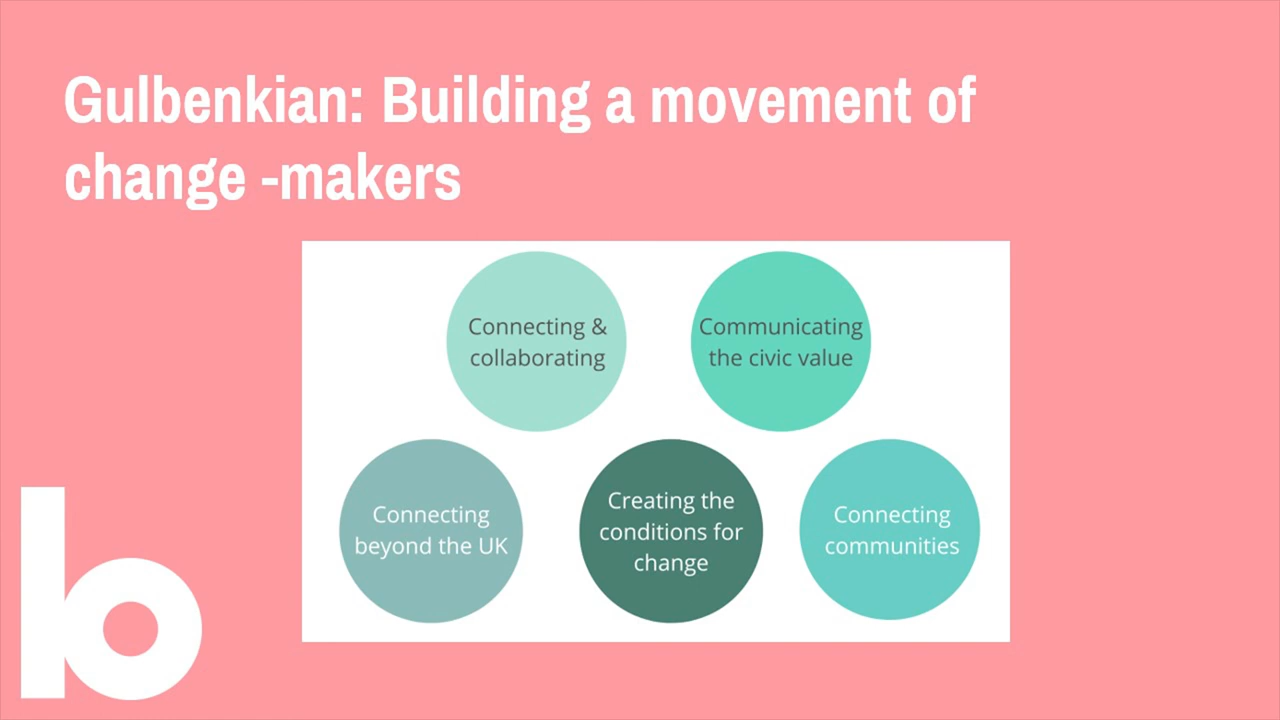 Gulbenkian: Building a movement of
change -makers
Connecting &
collaborating
Communicating
the civic value
Connecting
beyond the UK
Creating the
conditions for
change
Connecting
communities
b